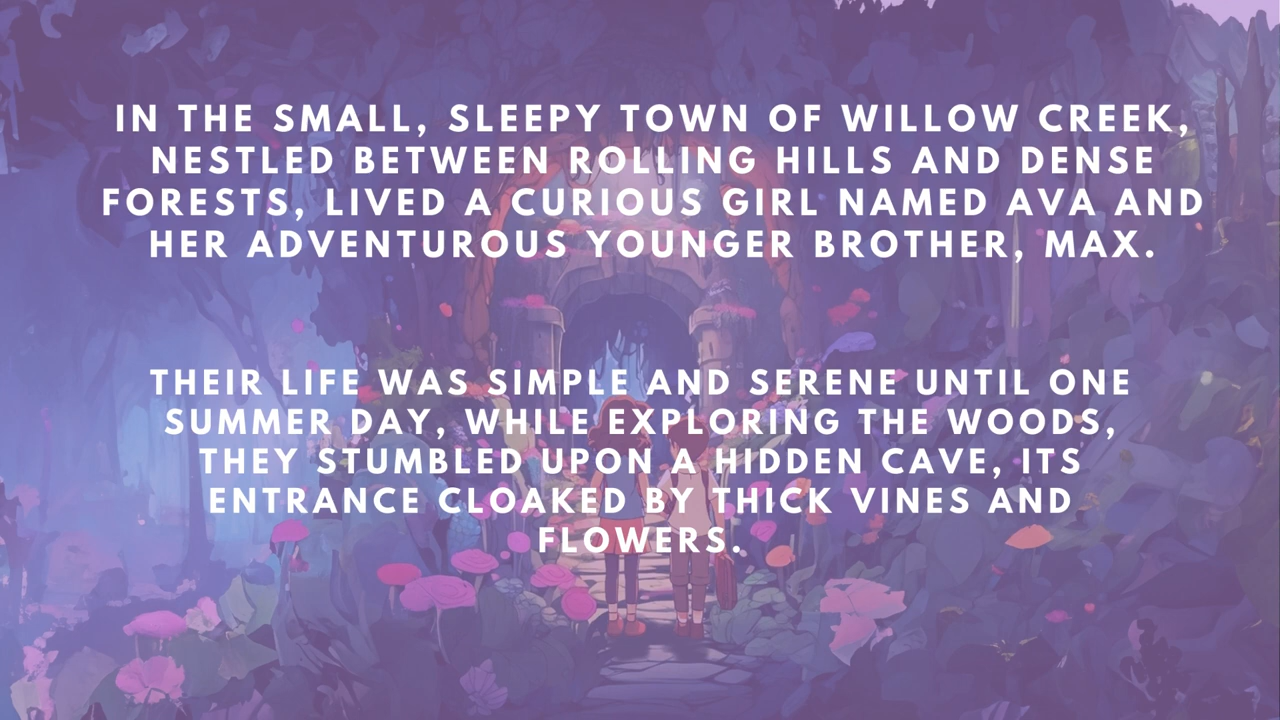 IN THE SMALL, SLEEPY TOWN OF WILLOW CREEK,
NESTLED BETWEEN ROLLING HILLS AND DENSE
FORESTS, LIVED A CURIOUS GIRL NAMED AVA AND
HER ADVENTUROUS YOUNGER BROTHER, MAX.
THEIR LIFE WAS SIMPLE AND SERENE UNTIL ONE
SUMMER DAY, WHILE EXPLORING THE WOODS,
THEY STUMBLED UPON A HIDDEN CAVE, ITS
ENTRANCE CLOAKED BY THICK VINES AND
FLOWERS.